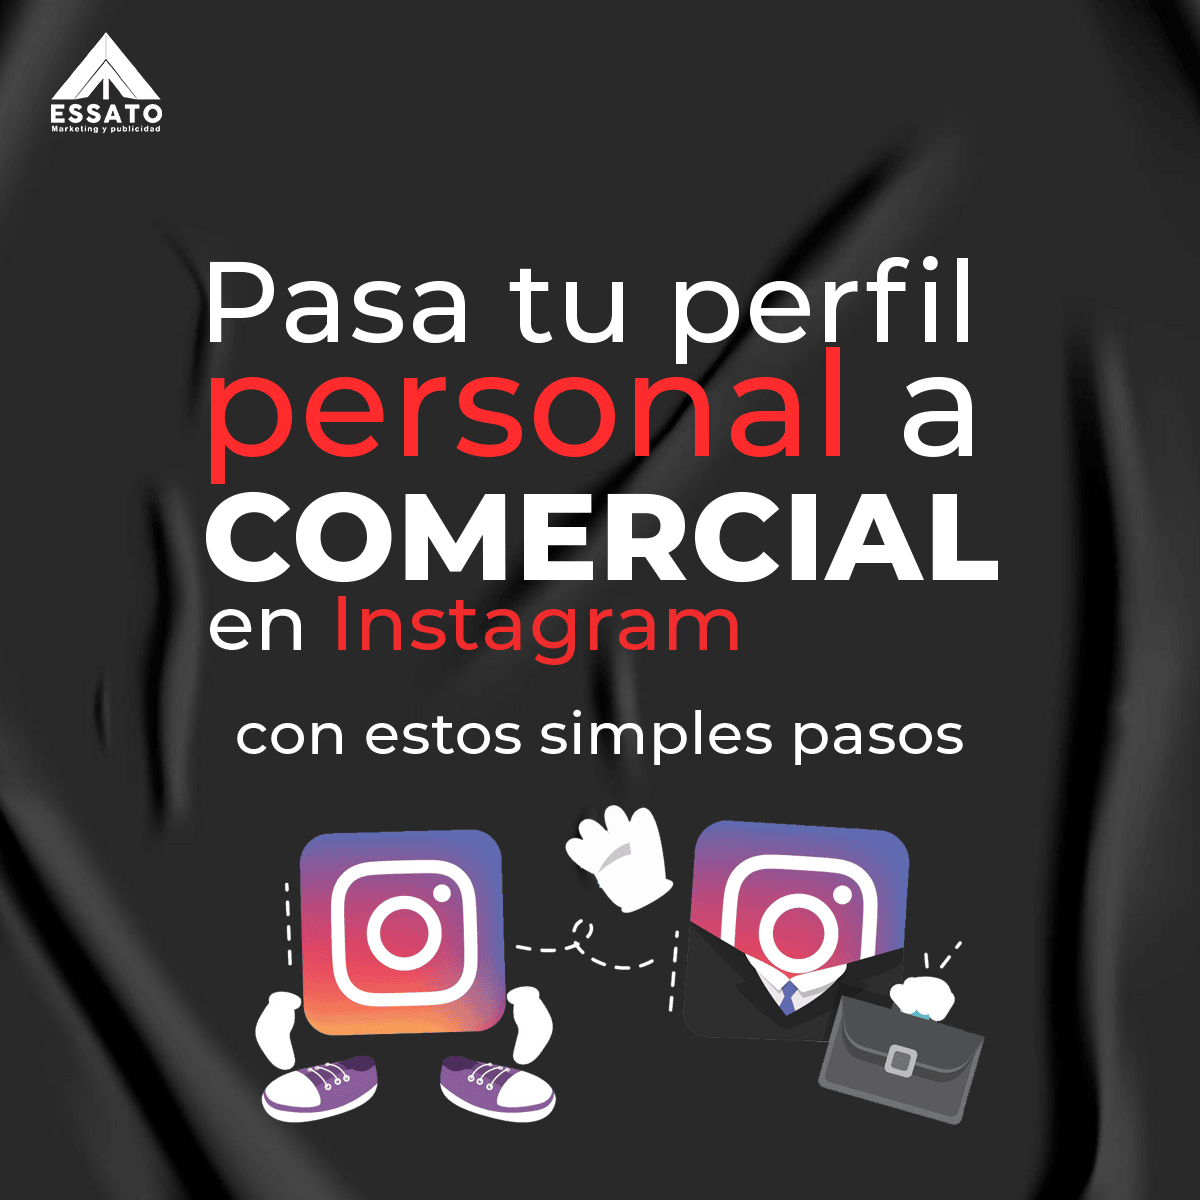 ESSATO
Marketing y publicidad
Pasa tu perfil
personal a
COMERCIAL
en Instagram
con estos simples pasos